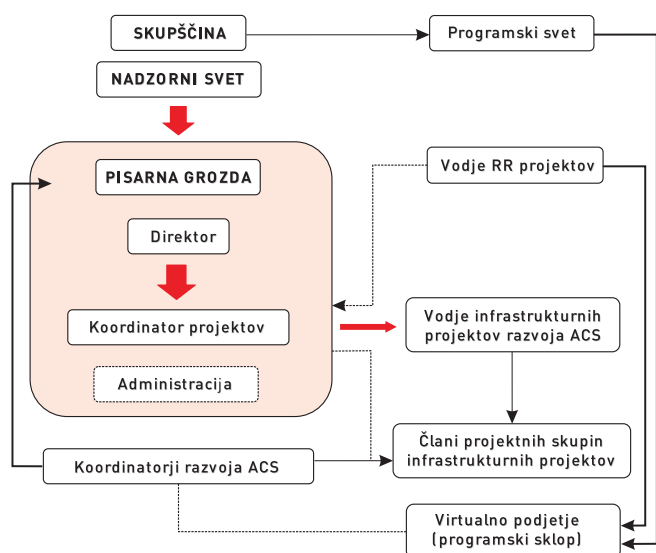 SKUPŠČINA
Programski svet
NADZORNI SVET
PISARNA GROZDA
Vodje RR projektov
Direktor
Koordinator projektov
Vodje infrastrukturnih
projektov razvoja ACS
Administracija
Člani projektnih skupin
infrastrukturnih projektov
Koordinatorji razvoja ACS
Virtualno podjetje
(programski sklop)